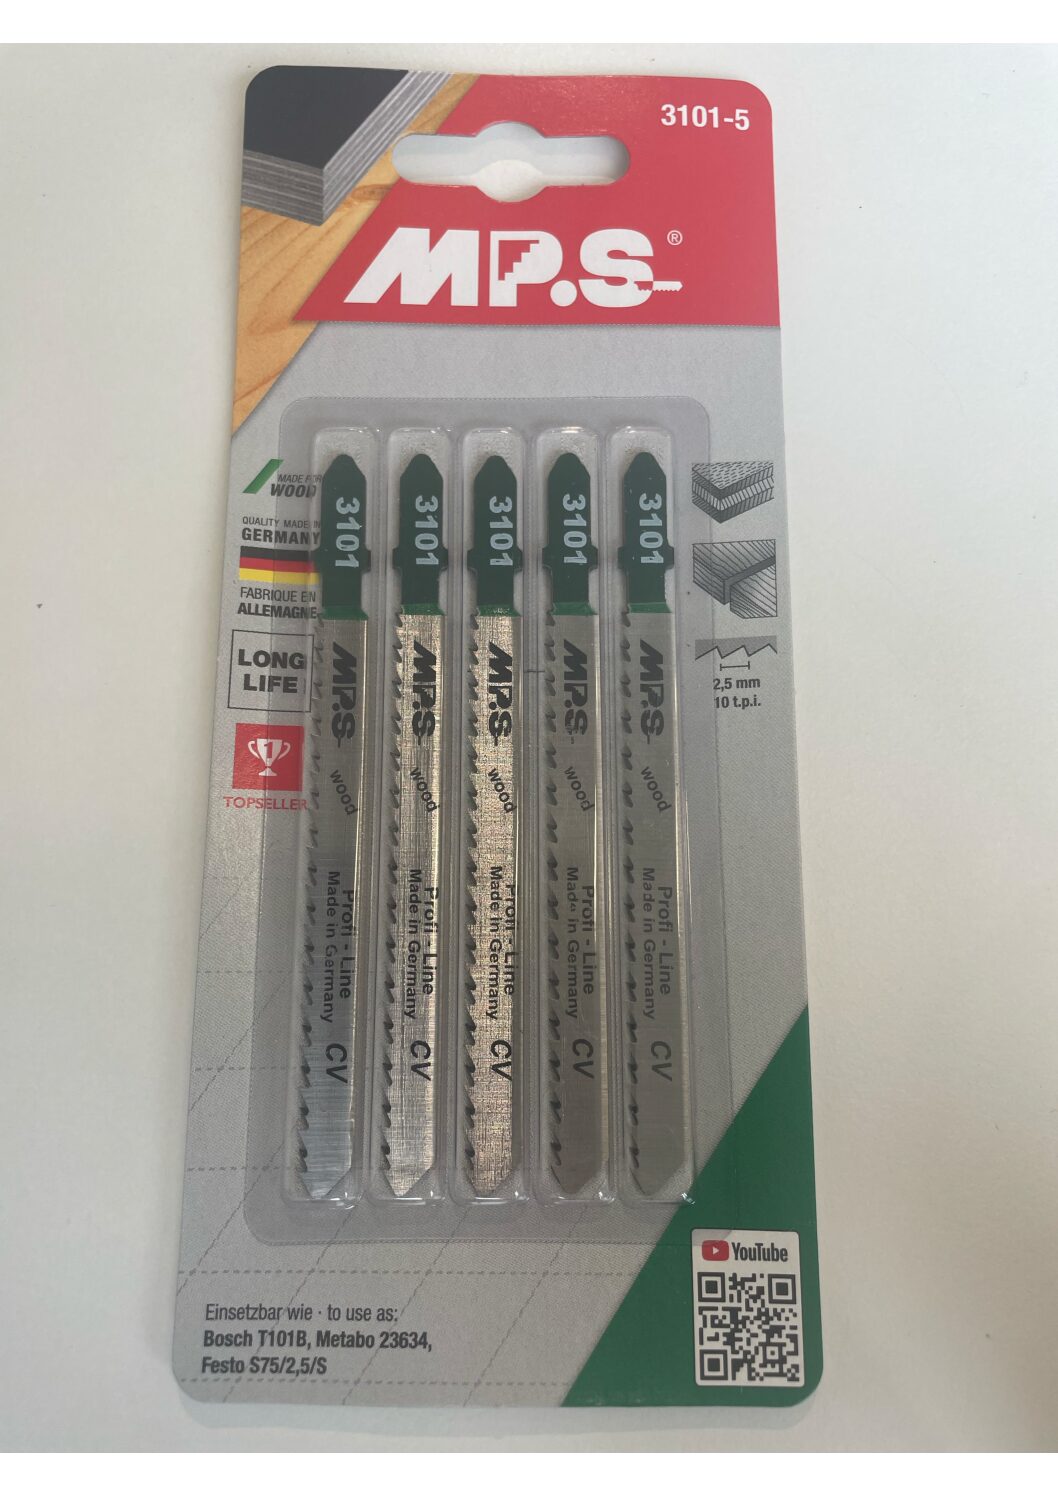 3101-5
MP.S®
MADE FOR
WOOD
QUALITY MADE IN
GERMANY
FABRIQUE EN
ALLEMAGNE
LONG
LIFE
1
TOPSELLER
3101
MP.S
wood
Profi - Line
Made in Germany
CV
3101
MP.S
wood
Profi - Line
Made in Germany
CV
3101
MP.S
wood
Profi - Line
Made in Germany
CV
3101
MP.S
wood
Profi - Line
Made in Germany
CV
3101
MP.S
wood
Profi - Line
Made in Germany
CV
2,5 mm
10 t.p.i.
YouTube
Einsetzbar wie · to use as:
Bosch T101B, Metabo 23634,
Festo S75/2,5/S